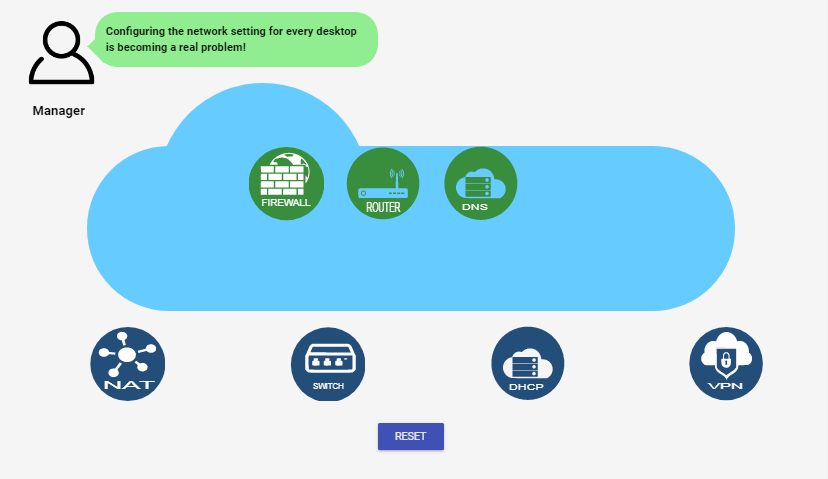 Configuring the network setting for every desktop
is becoming a real problem!
Manager
FIREWALL
ROUTER
DNS
NAT
SWITCH
DHCP
VPN
RESET